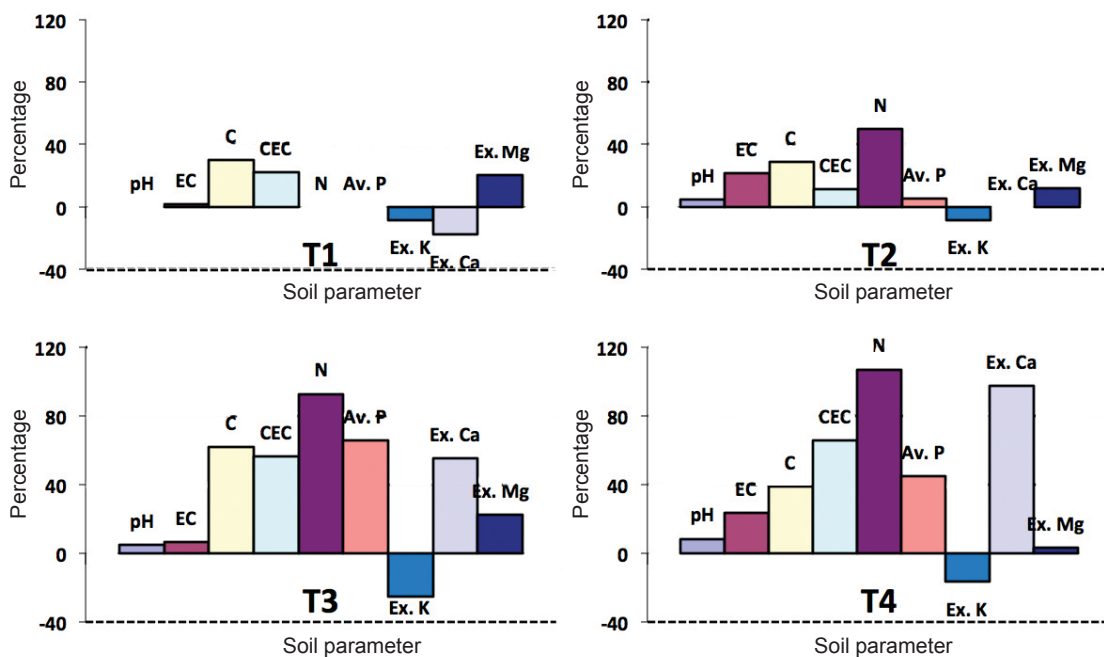 120
80
40
0
-40
Percentage
pH
EC
C
CEC
N
Av. P
Ex. K
Ex. Ca
Ex. Mg
T1
Soil parameter
120
80
40
0
-40
Percentage
pH
EC
C
CEC
N
Av. P
Ex. K
Ex. Ca
Ex. Mg
T2
Soil parameter
120
80
40
0
-40
Percentage
pH
EC
C
CEC
N
Av. P
Ex. K
Ex. Ca
Ex. Mg
T3
Soil parameter
120
80
40
0
-40
Percentage
pH
EC
C
CEC
N
Av. P
Ex. K
Ex. Ca
Ex. Mg
T4
Soil parameter